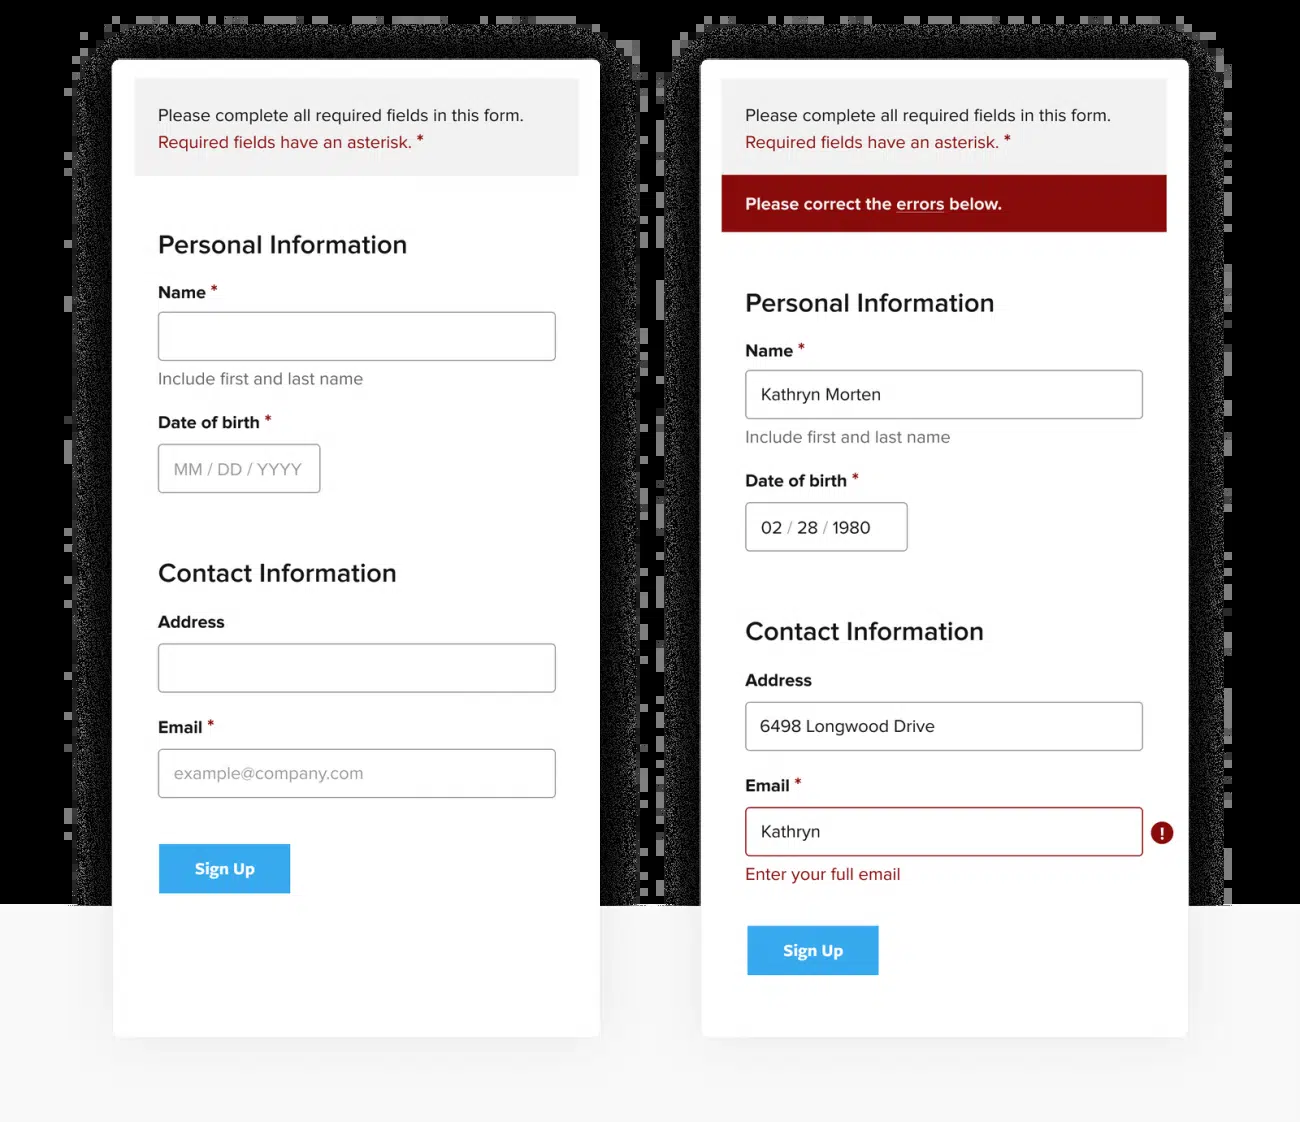 Please complete all required fields in this form.
Required fields have an asterisk. *
Personal Information
Name *
Include first and last name
Date of birth *
MM / DD / YYYY
Contact Information
Address
Email *
example@company.com
Sign Up
Please complete all required fields in this form.
Required fields have an asterisk. *
Please correct the errors below.
Personal Information
Name *
Kathryn Morten
Include first and last name
Date of birth *
02 / 28 / 1980
Contact Information
Address
6498 Longwood Drive
Email *
Kathryn
!
Enter your full email
Sign Up